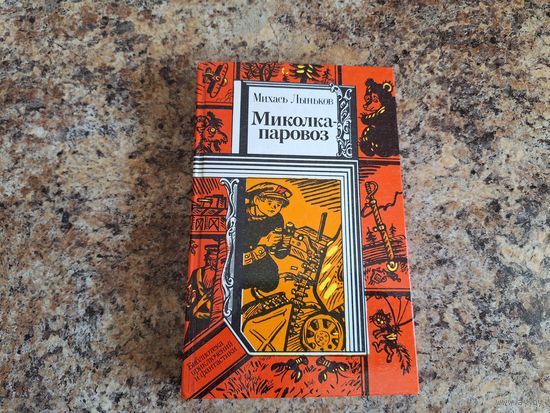 Михась Лыньков
Миколка-
паровоз
Библиотека
приключений
и фантастики